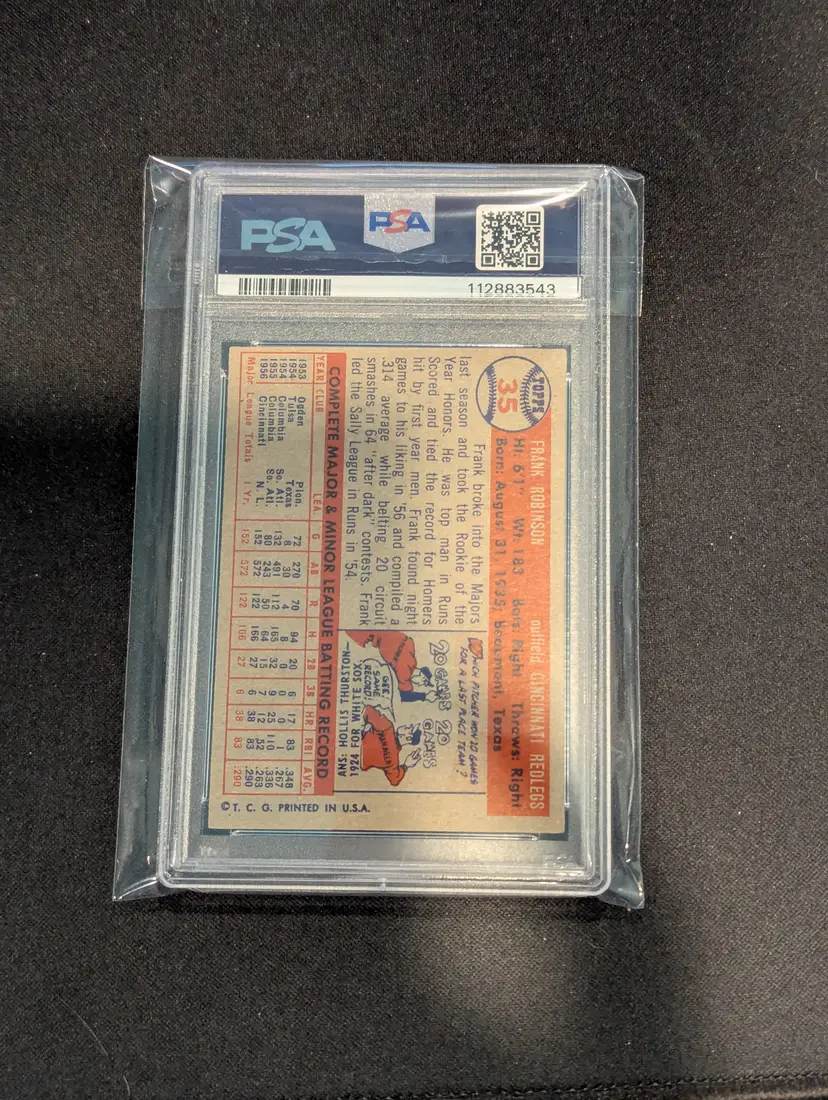 PSA
PSA
112883543
TOPPS
35
FRANK ROBINSON outfield CINCINNATI REDLEGS
Ht: 6'1" Wt: 183 Bats: Right Throws: Right
Born: August 31, 1935; Beaumont, Texas
Frank broke into the Majors
last season and took the Rookie of the
Year Honors. He was top man in Runs
Scored and tied the record for Homers
hit by first year men. Frank found night
games to his liking in '56 and compiled a
.314 average while belting 20 circuit
smashes in 64 "after dark" contests. Frank
led the Sally League in Runs in '54.
WHICH PITCHER WON 20 GAMES
FOR A LAST PLACE TEAM?
20 GAMES
20 GAMES
PITCHER
GEE!
SAME
RECORD!
MANAGER
ANS: HOLLIS THURSTON—
1924 FOR WHITE SOX.
COMPLETE MAJOR & MINOR LEAGUE BATTING RECORD
YEAR CLUB LEA. G AB R H 2B 3B HR RBI AVG.
1953 Ogden Pion. 72 270 70 94 20 6 17 83 .348
1954 Tulsa Texas 8 30 4 8 0 0 0 1 .267
1954 Columbia So. Atl. 132 491 112 165 32 9 25 110 .336
1955 Columbia So. Atl. 80 243 50 64 15 7 12 52 .263
1956 Cincinnati N. L. 152 572 122 166 27 6 38 83 .290
Major League Totals 1 Yr. 152 572 122 166 27 6 38 83 .290
© T. C. G. PRINTED IN U.S.A.